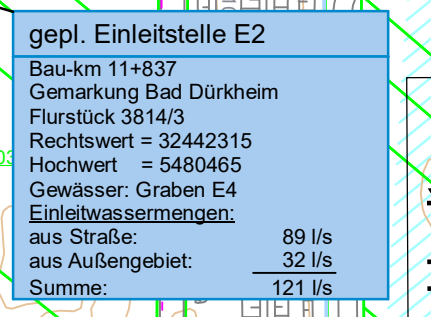 gepl. Einleitstelle E2
Bau-km 11+837
Gemarkung Bad Dürkheim
Flurstück 3814/3
Rechtswert = 32442315
Hochwert = 5480465
Gewässer: Graben E4
Einleitwassermengen:
aus Straße: 89 l/s
aus Außengebiet: 32 l/s
Summe: 121 l/s